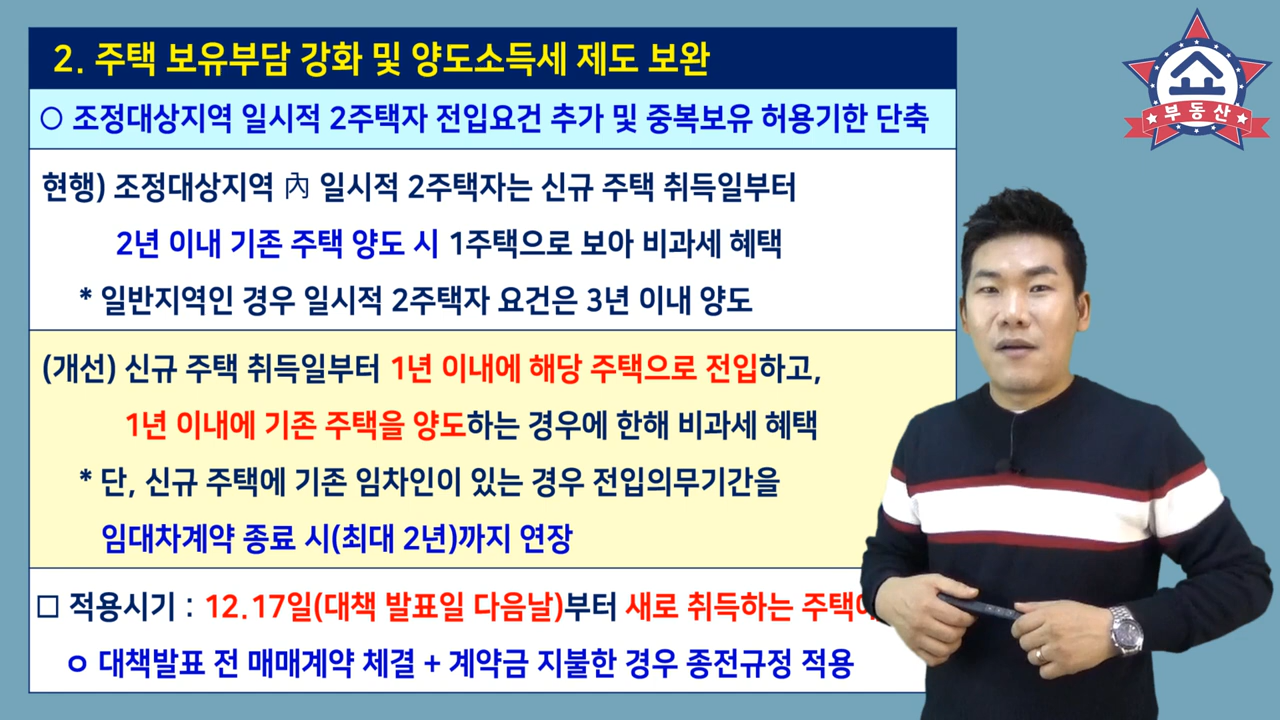 2. 주택 보유부담 강화 및 양도소득세 제도 보완
○ 조정대상지역 일시적 2주택자 전입요건 추가 및 중복보유 허용기한 단축
현행) 조정대상지역 內 일시적 2주택자는 신규 주택 취득일부터
2년 이내 기존 주택 양도 시 1주택으로 보아 비과세 혜택
* 일반지역인 경우 일시적 2주택자 요건은 3년 이내 양도
(개선) 신규 주택 취득일부터 1년 이내에 해당 주택으로 전입하고,
1년 이내에 기존 주택을 양도하는 경우에 한해 비과세 혜택
* 단, 신규 주택에 기존 임차인이 있는 경우 전입의무기간을
임대차계약 종료 시(최대 2년)까지 연장
□ 적용시기 : 12.17일(대책 발표일 다음날)부터 새로 취득하는
ㅇ 대책발표 전 매매계약 체결 + 계약금 지불한 경우 종전규정 적용
부동산